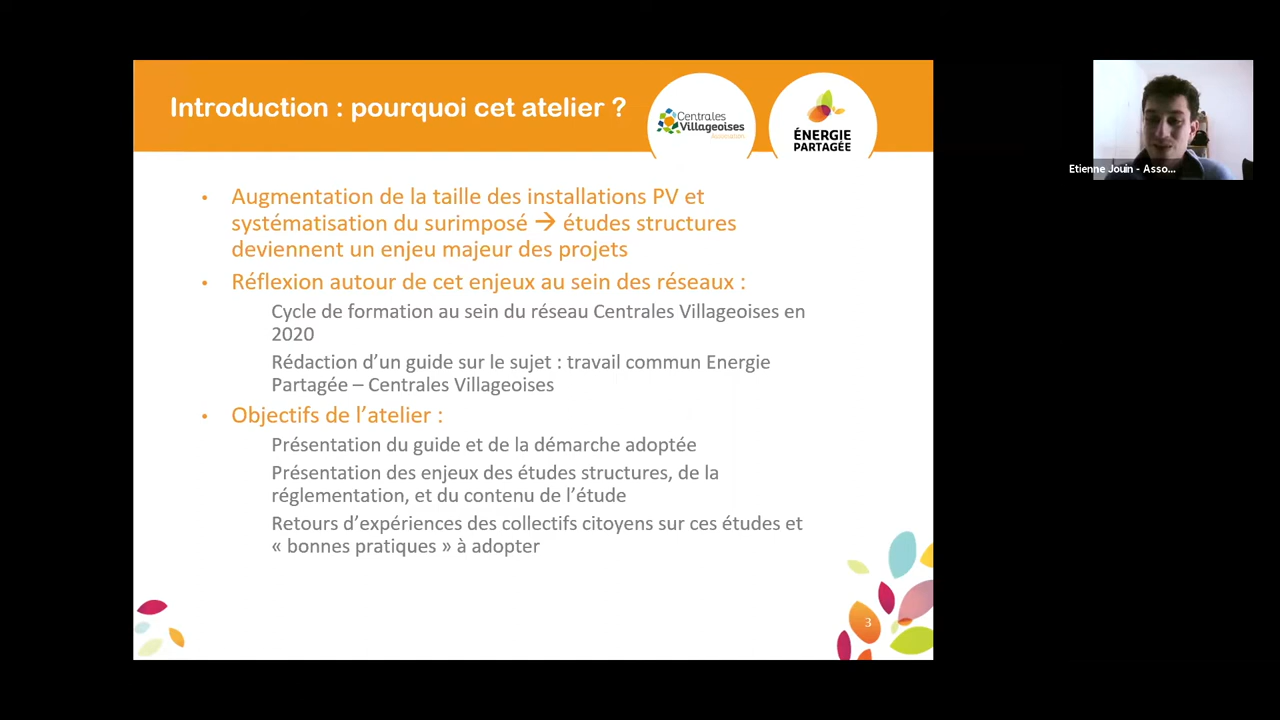 Introduction : pourquoi cet atelier ?
Centrales
Villageoises
Association
ÉNERGIE
PARTAGÉE
Etienne Jouin - Asso...
• Augmentation de la taille des installations PV et
systématisation du surimposé → études structures
deviennent un enjeu majeur des projets
• Réflexion autour de cet enjeux au sein des réseaux :
Cycle de formation au sein du réseau Centrales Villageoises en
2020
Rédaction d’un guide sur le sujet : travail commun Energie
Partagée – Centrales Villageoises
• Objectifs de l’atelier :
Présentation du guide et de la démarche adoptée
Présentation des enjeux des études structures, de la
réglementation, et du contenu de l’étude
Retours d’expériences des collectifs citoyens sur ces études et
« bonnes pratiques » à adopter
3